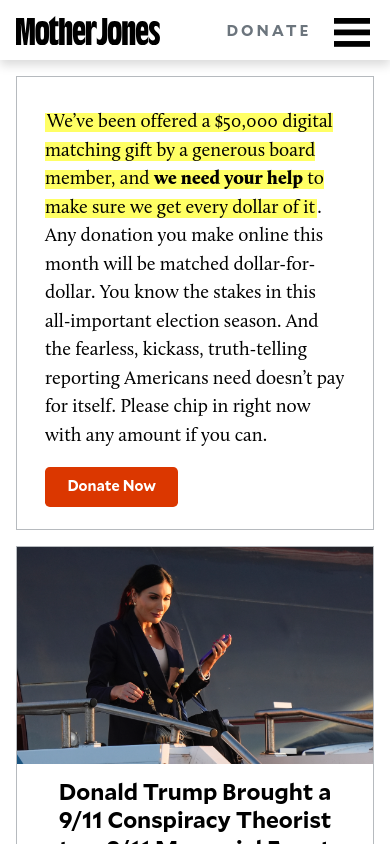 Mother Jones
DONATE
We've been offered a $50,000 digital
matching gift by a generous board
member, and we need your help to
make sure we get every dollar of it.
Any donation you make online this
month will be matched dollar-for-
dollar. You know the stakes in this
all-important election season. And
the fearless, kickass, truth-telling
reporting Americans need doesn't pay
for itself. Please chip in right now
with any amount if you can.
Donate Now
Donald Trump Brought a
9/11 Conspiracy Theorist